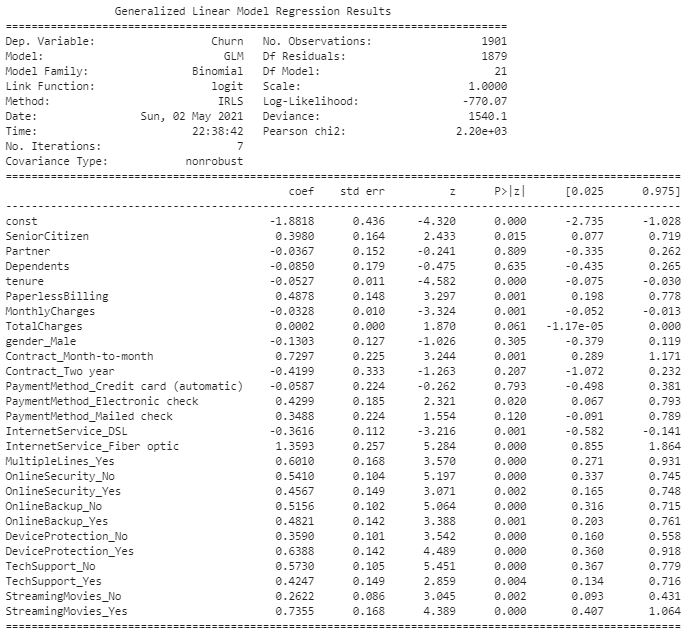 Generalized Linear Model Regression Results
==============================================================================
Dep. Variable: Churn No. Observations: 1901
Model: GLM Df Residuals: 1879
Model Family: Binomial Df Model: 21
Link Function: logit Scale: 1.0000
Method: IRLS Log-Likelihood: -770.07
Date: Sun, 02 May 2021 Deviance: 1540.1
Time: 22:38:42 Pearson chi2: 2.20e+03
No. Iterations: 7
Covariance Type: nonrobust
=========================================================================================================
coef std err z P>|z| [0.025 0.975]
---------------------------------------------------------------------------------------------------------
const -1.8818 0.436 -4.320 0.000 -2.735 -1.028
SeniorCitizen 0.3980 0.164 2.433 0.015 0.077 0.719
Partner -0.0367 0.152 -0.241 0.809 -0.335 0.262
Dependents -0.0850 0.179 -0.475 0.635 -0.435 0.265
tenure -0.0527 0.011 -4.582 0.000 -0.075 -0.030
PaperlessBilling 0.4878 0.148 3.297 0.001 0.198 0.778
MonthlyCharges -0.0328 0.010 -3.324 0.001 -0.052 -0.013
TotalCharges 0.0002 0.000 1.870 0.061 -1.17e-05 0.000
gender_Male -0.1303 0.127 -1.026 0.305 -0.379 0.119
Contract_Month-to-month 0.7297 0.225 3.244 0.001 0.289 1.171
Contract_Two year -0.4199 0.333 -1.263 0.207 -1.072 0.232
PaymentMethod_Credit card (automatic) -0.0587 0.224 -0.262 0.793 -0.498 0.381
PaymentMethod_Electronic check 0.4299 0.185 2.321 0.020 0.067 0.793
PaymentMethod_Mailed check 0.3488 0.224 1.554 0.120 -0.091 0.789
InternetService_DSL -0.3616 0.112 -3.216 0.001 -0.582 -0.141
InternetService_Fiber optic 1.3593 0.257 5.284 0.000 0.855 1.864
MultipleLines_Yes 0.6010 0.168 3.570 0.000 0.271 0.931
OnlineSecurity_No 0.5410 0.104 5.197 0.000 0.337 0.745
OnlineSecurity_Yes 0.4567 0.149 3.071 0.002 0.165 0.748
OnlineBackup_No 0.5156 0.102 5.064 0.000 0.316 0.715
OnlineBackup_Yes 0.4821 0.142 3.388 0.001 0.203 0.761
DeviceProtection_No 0.3590 0.101 3.542 0.000 0.160 0.558
DeviceProtection_Yes 0.6388 0.142 4.489 0.000 0.360 0.918
TechSupport_No 0.5730 0.105 5.451 0.000 0.367 0.779
TechSupport_Yes 0.4247 0.149 2.859 0.004 0.134 0.716
StreamingMovies_No 0.2622 0.086 3.045 0.002 0.093 0.431
StreamingMovies_Yes 0.7355 0.168 4.389 0.000 0.407 1.064
=========================================================================================================